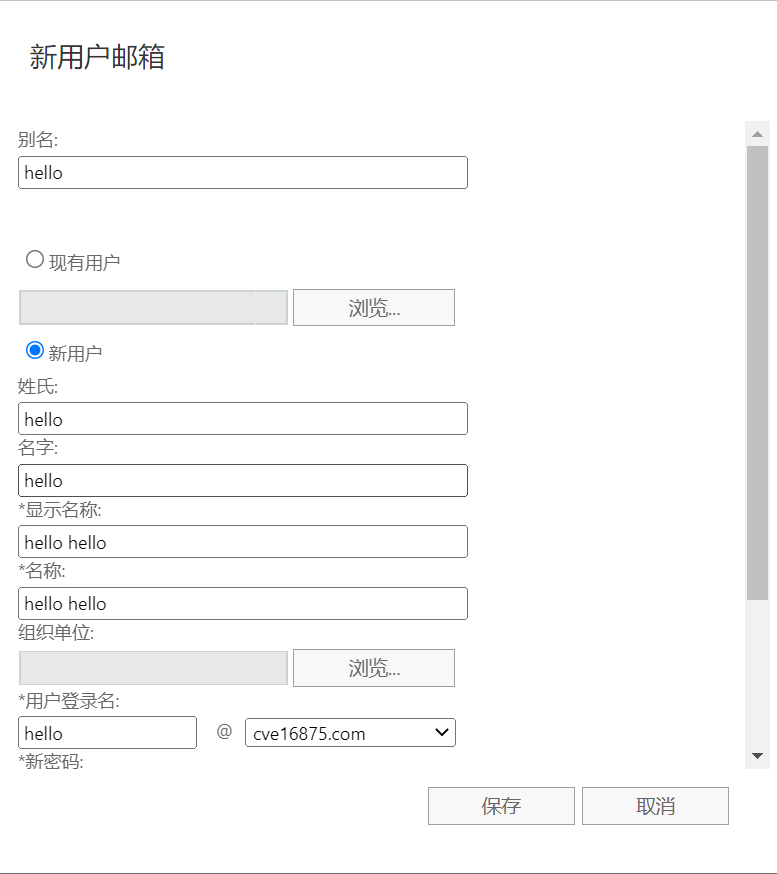 新用户邮箱
别名:
hello
现有用户
浏览...
新用户
姓氏:
hello
名字:
hello
*显示名称:
hello hello
*名称:
hello hello
组织单位:
浏览...
*用户登录名:
hello @ cve16875.com
*新密码:
保存 取消